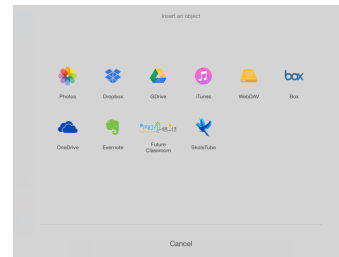 Insert an object
Photos
Dropbox
GDrive
iTunes
WebDAV
box
Box
OneDrive
Evernote
Future
Classroom
SkoleTube
Cancel